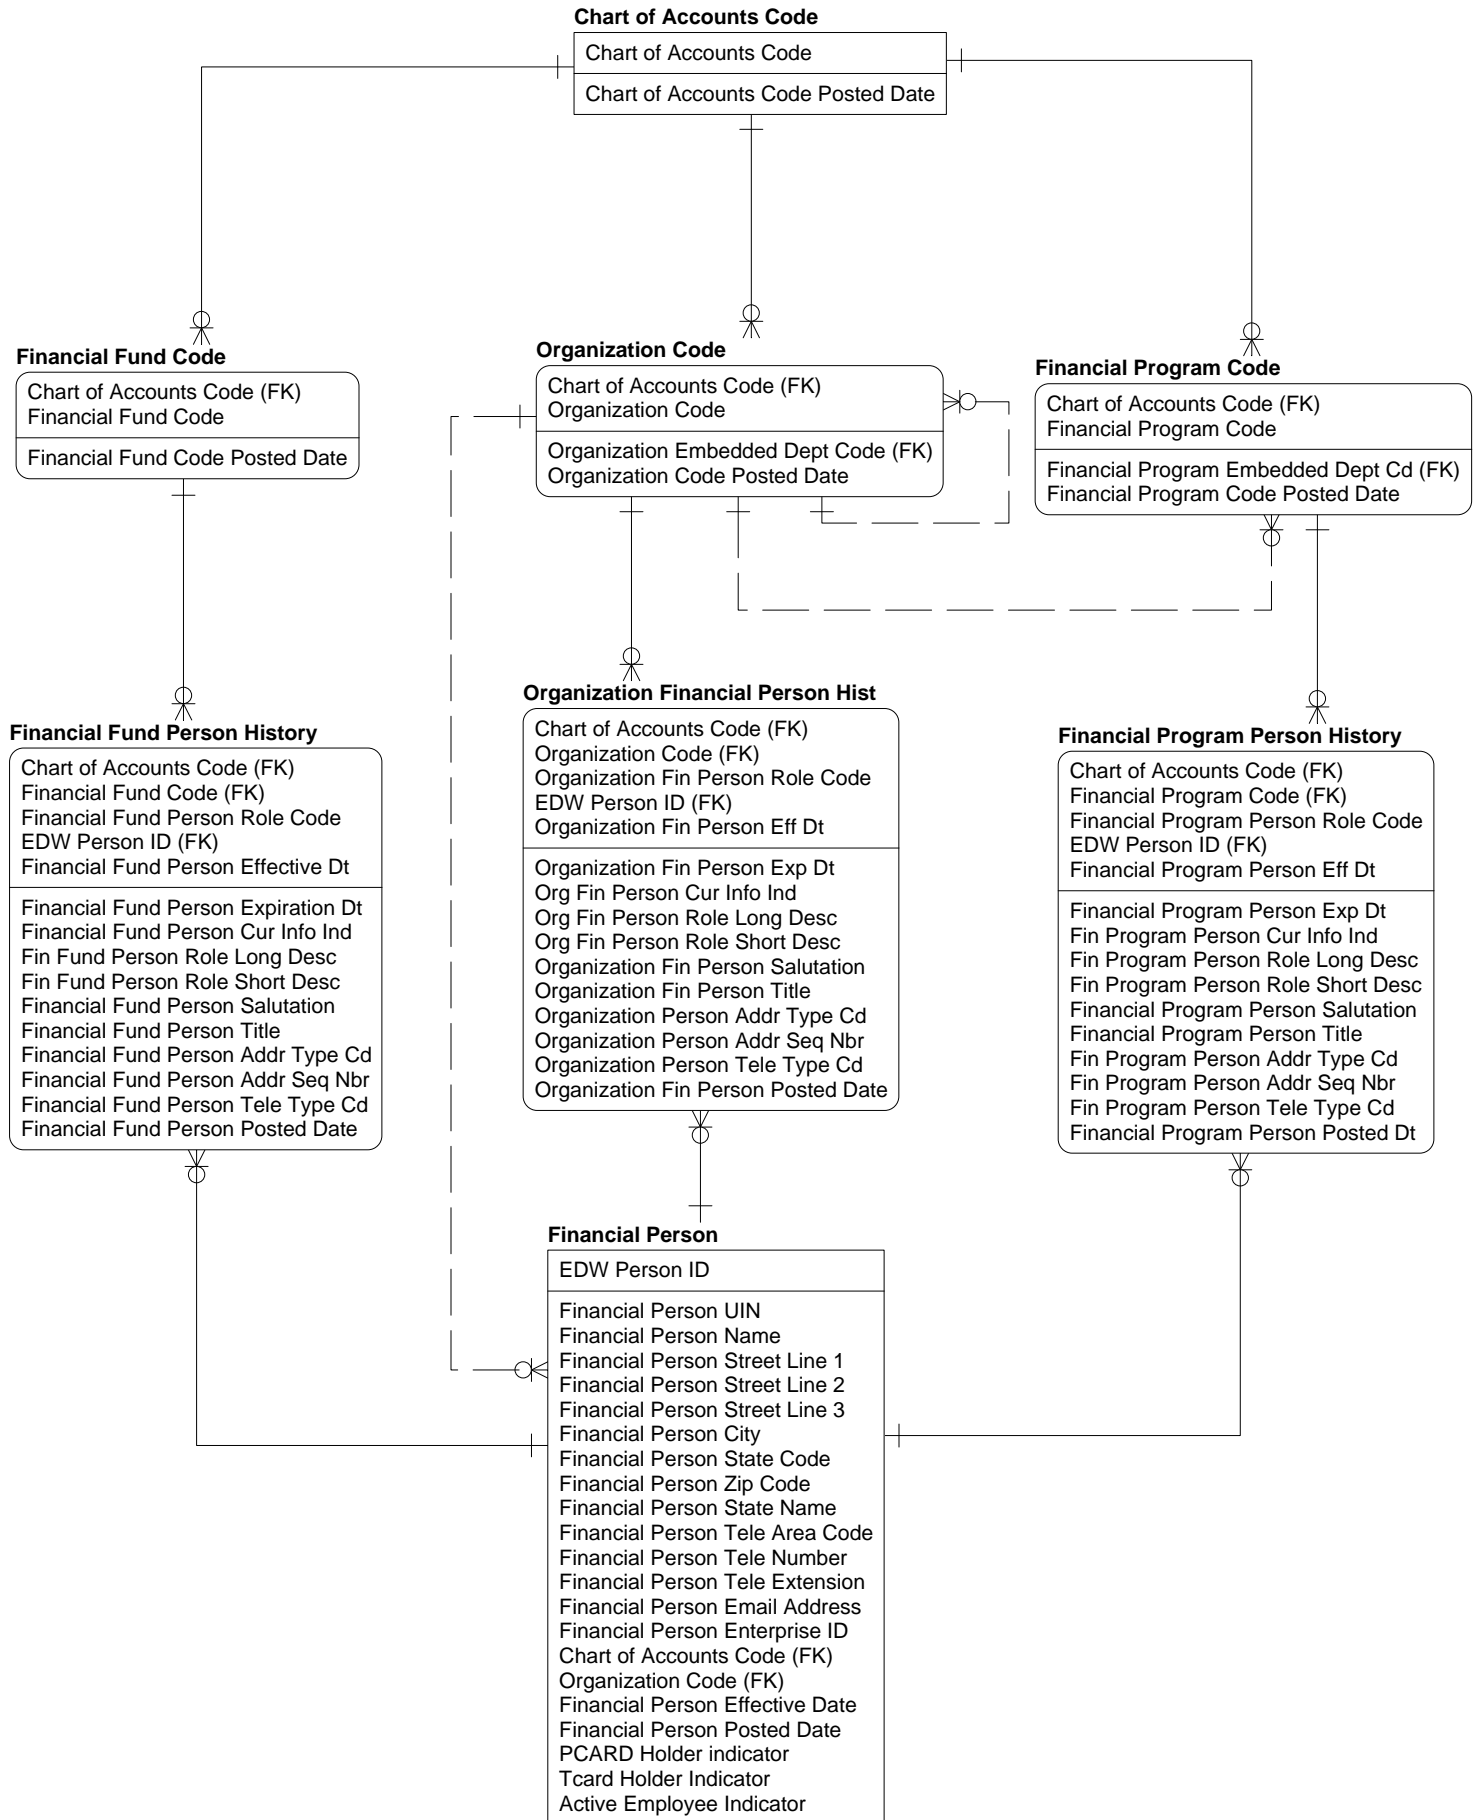 Chart of Accounts Code
Chart of Accounts Code
Chart of Accounts Code Posted Date
Financial Fund Code
Chart of Accounts Code (FK)
Financial Fund Code
Financial Fund Code Posted Date
Organization Code
Chart of Accounts Code (FK)
Organization Code
Organization Embedded Dept Code (FK)
Organization Code Posted Date
Financial Program Code
Chart of Accounts Code (FK)
Financial Program Code
Financial Program Embedded Dept Cd (FK)
Financial Program Code Posted Date
Financial Fund Person History
Chart of Accounts Code (FK)
Financial Fund Code (FK)
Financial Fund Person Role Code
EDW Person ID (FK)
Financial Fund Person Effective Dt
Financial Fund Person Expiration Dt
Financial Fund Person Cur Info Ind
Fin Fund Person Role Long Desc
Fin Fund Person Role Short Desc
Financial Fund Person Salutation
Financial Fund Person Title
Financial Fund Person Addr Type Cd
Financial Fund Person Addr Seq Nbr
Financial Fund Person Tele Type Cd
Financial Fund Person Posted Date
Organization Financial Person Hist
Chart of Accounts Code (FK)
Organization Code (FK)
Organization Fin Person Role Code
EDW Person ID (FK)
Organization Fin Person Eff Dt
Organization Fin Person Exp Dt
Org Fin Person Cur Info Ind
Org Fin Person Role Long Desc
Org Fin Person Role Short Desc
Organization Fin Person Salutation
Organization Fin Person Title
Organization Person Addr Type Cd
Organization Person Addr Seq Nbr
Organization Person Tele Type Cd
Organization Fin Person Posted Date
Financial Program Person History
Chart of Accounts Code (FK)
Financial Program Code (FK)
Financial Program Person Role Code
EDW Person ID (FK)
Financial Program Person Eff Dt
Financial Program Person Exp Dt
Fin Program Person Cur Info Ind
Fin Program Person Role Long Desc
Fin Program Person Role Short Desc
Financial Program Person Salutation
Financial Program Person Title
Fin Program Person Addr Type Cd
Fin Program Person Addr Seq Nbr
Fin Program Person Tele Type Cd
Financial Program Person Posted Dt
Financial Person
EDW Person ID
Financial Person UIN
Financial Person Name
Financial Person Street Line 1
Financial Person Street Line 2
Financial Person Street Line 3
Financial Person City
Financial Person State Code
Financial Person Zip Code
Financial Person State Name
Financial Person Tele Area Code
Financial Person Tele Number
Financial Person Tele Extension
Financial Person Email Address
Financial Person Enterprise ID
Chart of Accounts Code (FK)
Organization Code (FK)
Financial Person Effective Date
Financial Person Posted Date
PCARD Holder indicator
Tcard Holder Indicator
Active Employee Indicator